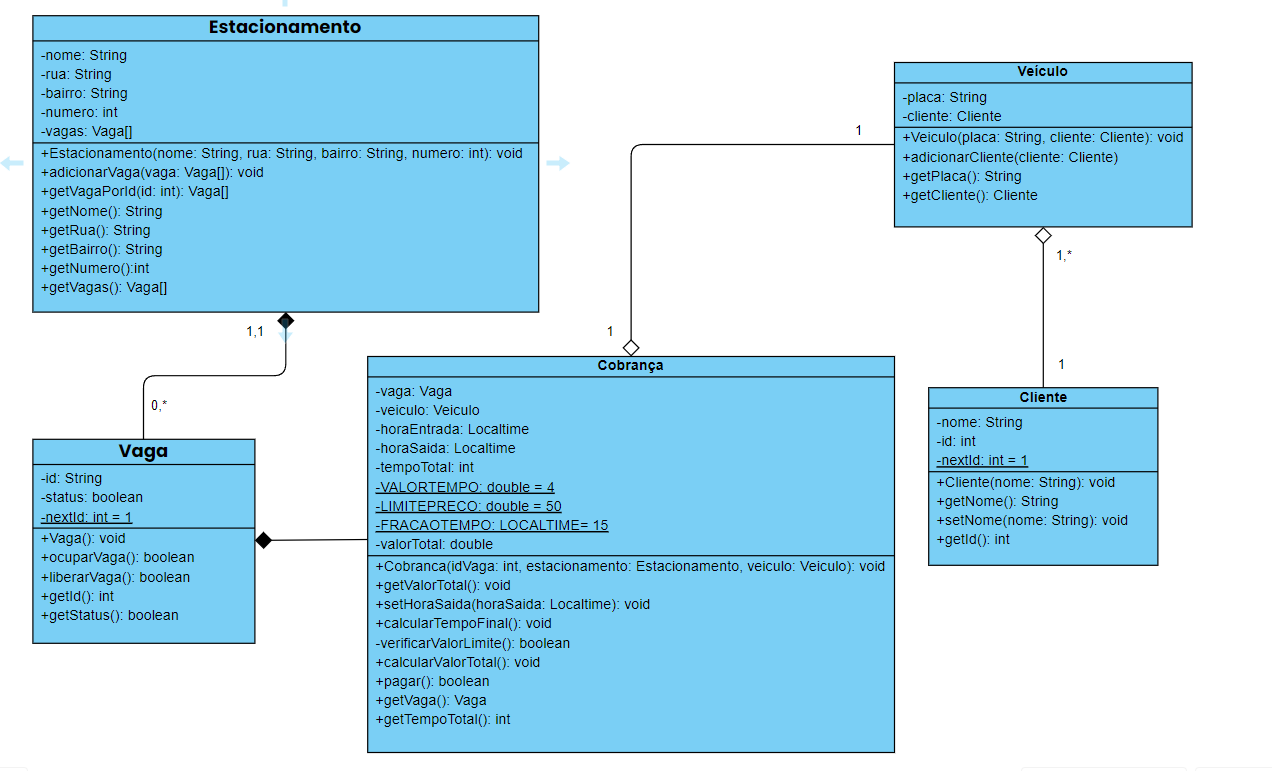 Estacionamento
-nome: String
-rua: String
-bairro: String
-numero: int
-vagas: Vaga[]
+Estacionamento(nome: String, rua: String, bairro: String, numero: int): void
+adicionarVaga(vaga: Vaga[]): void
+getVagaPorId(id: int): Vaga[]
+getNome(): String
+getRua(): String
+getBairro(): String
+getNumero():int
+getVagas(): Vaga[]
1,1
0,*
Vaga
-id: String
-status: boolean
-nextId: int = 1
+Vaga(): void
+ocuparVaga(): boolean
+liberarVaga(): boolean
+getId(): int
+getStatus(): boolean
1
1
Cobrança
-vaga: Vaga
-veiculo: Veiculo
-horaEntrada: Localtime
-horaSaida: Localtime
-tempoTotal: int
-VALORTEMPO: double = 4
-LIMITEPRECO: double = 50
-FRACAOTEMPO: LOCALTIME= 15
-valorTotal: double
+Cobranca(idVaga: int, estacionamento: Estacionamento, veiculo: Veiculo): void
+getValorTotal(): void
+setHoraSaida(horaSaida: Localtime): void
+calcularTempoFinal(): void
-verificarValorLimite(): boolean
+calcularValorTotal(): void
+pagar(): boolean
+getVaga(): Vaga
+getTempoTotal(): int
Veículo
-placa: String
-cliente: Cliente
+Veiculo(placa: String, cliente: Cliente): void
+adicionarCliente(cliente: Cliente)
+getPlaca(): String
+getCliente(): Cliente
1,*
1
Cliente
-nome: String
-id: int
-nextId: int = 1
+Cliente(nome: String): void
+getNome(): String
+setNome(nome: String): void
+getId(): int